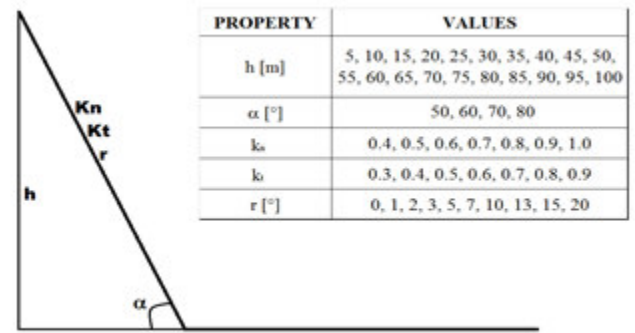 PROPERTY VALUES
h [m] 5, 10, 15, 20, 25, 30, 35, 40, 45, 50,
55, 60, 65, 70, 75, 80, 85, 90, 95, 100
α [°] 50, 60, 70, 80
kₙ 0.4, 0.5, 0.6, 0.7, 0.8, 0.9, 1.0
kₜ 0.3, 0.4, 0.5, 0.6, 0.7, 0.8, 0.9
r [°] 0, 1, 2, 3, 5, 7, 10, 13, 15, 20
Kn
Kt
r
h
α